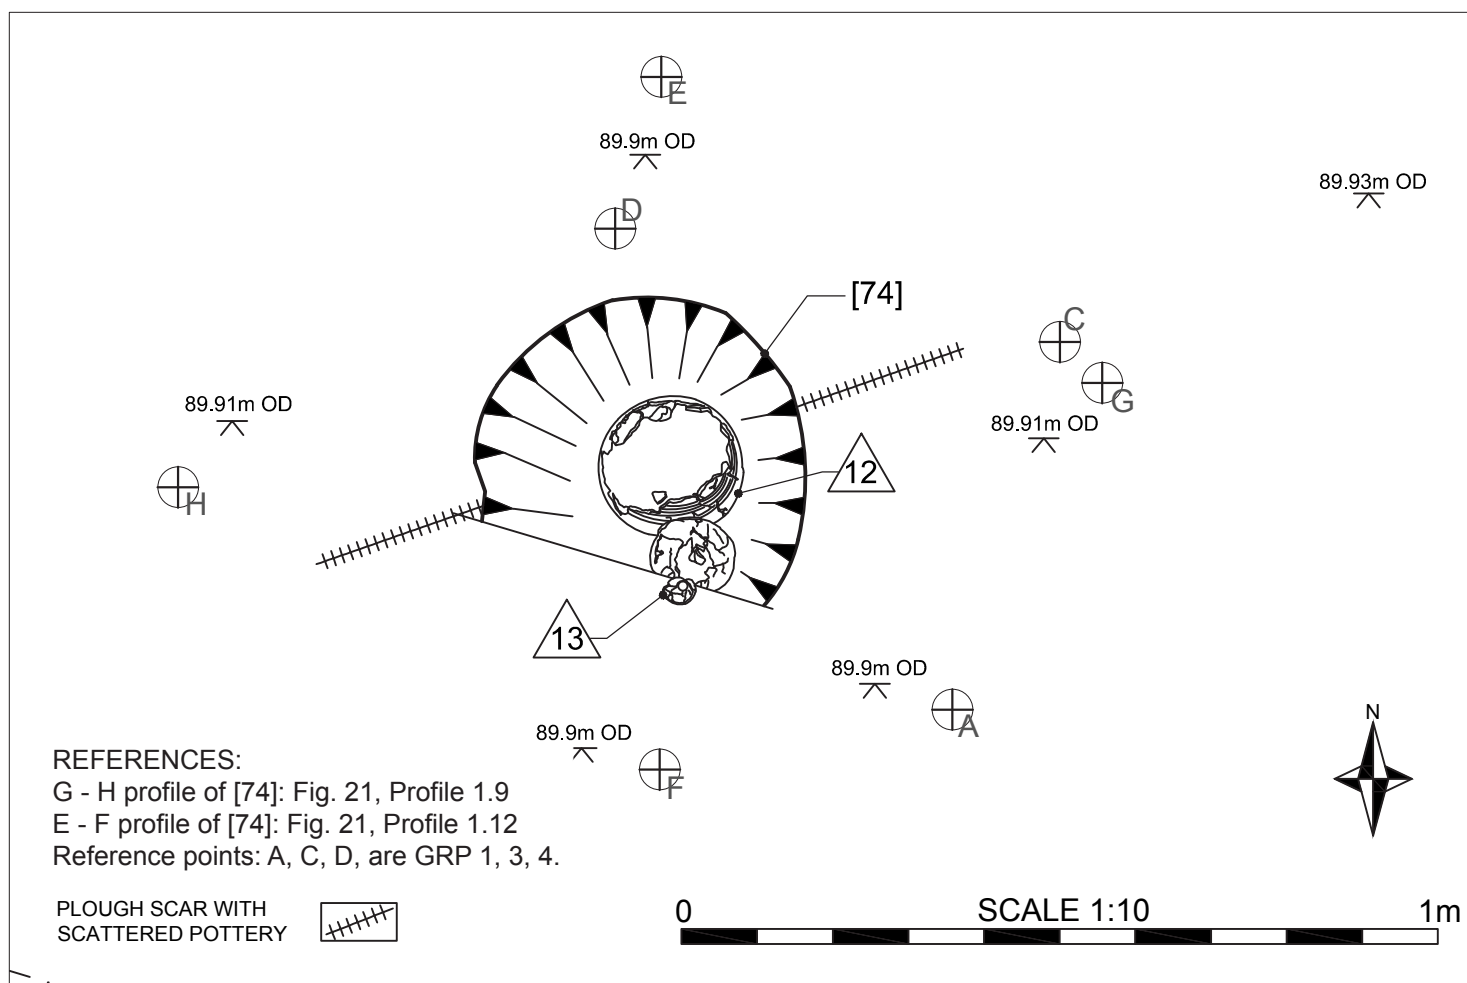 E
89.9m OD
89.93m OD
D
[74]
C
G
89.91m OD
89.91m OD
12
H
13
89.9m OD
A
89.9m OD
F
N
REFERENCES:
G - H profile of [74]: Fig. 21, Profile 1.9
E - F profile of [74]: Fig. 21, Profile 1.12
Reference points: A, C, D, are GRP 1, 3, 4.
PLOUGH SCAR WITH
SCATTERED POTTERY
0 SCALE 1:10 1m